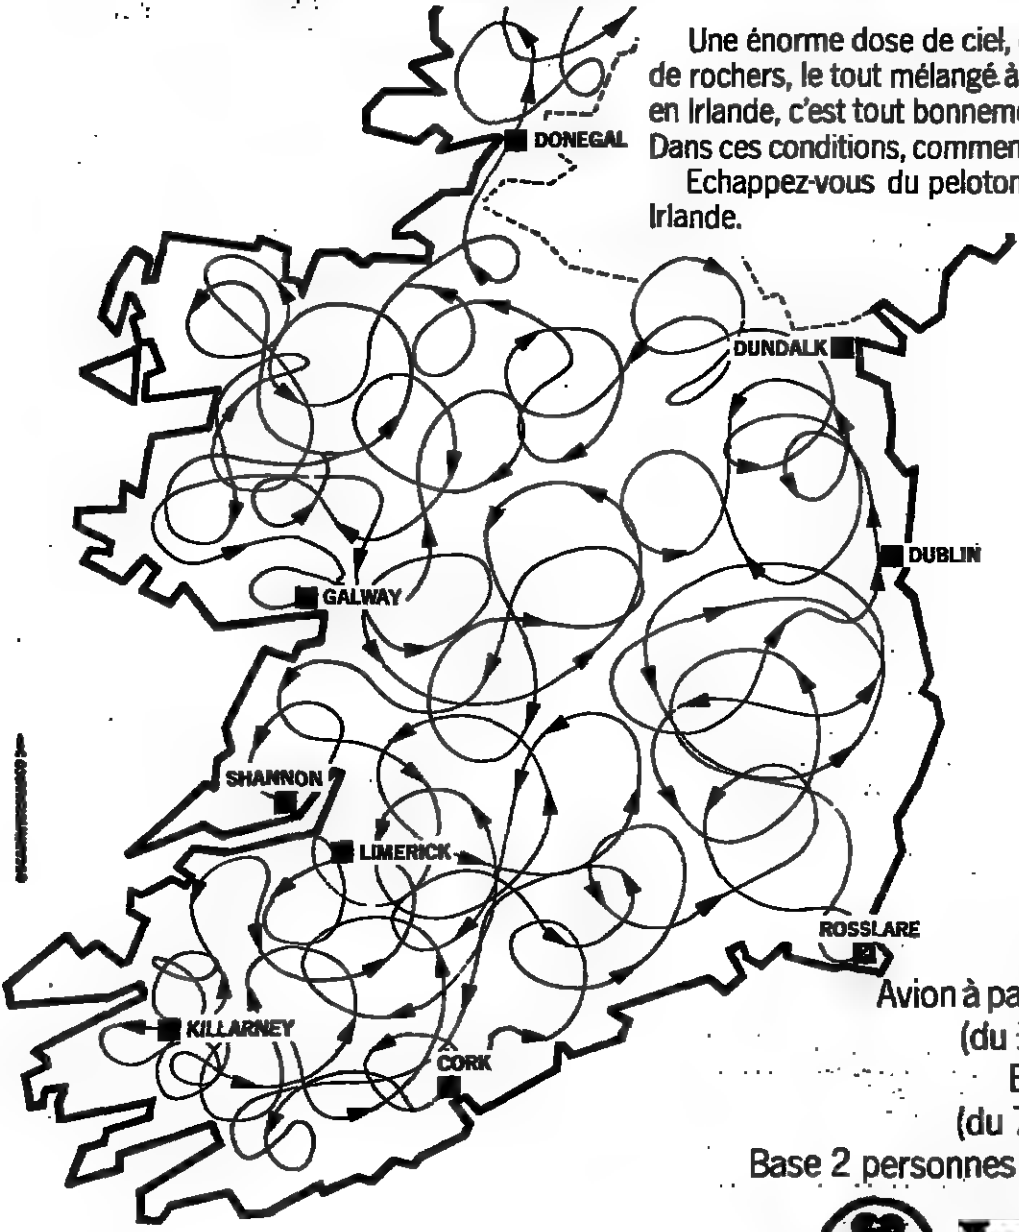 Une énorme dose de ciel,
de rochers, le tout mélangé à
en Irlande, c'est tout bonneme
Dans ces conditions, commen
Echappez-vous du peloton
Irlande.
DONEGAL
DUNDALK
DUBLIN
GALWAY
SHANNON
LIMERICK
ROSSLARE
KILLARNEY
CORK
Avion à pa
(du
(du 7
Base 2 personnes